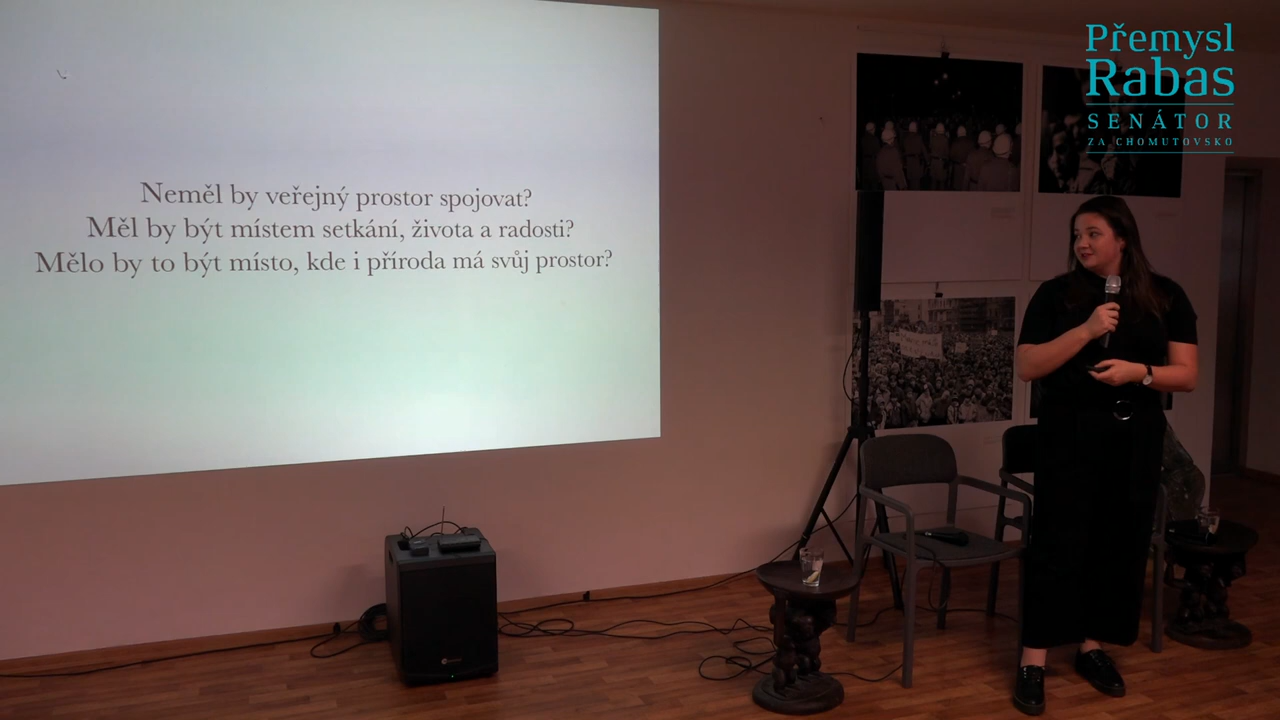 Neměl by veřejný prostor spojovat?
Měl by být místem setkání, života a radosti?
Mělo by to být místo, kde i příroda má svůj prostor?
Přemysl
Rabas
SENÁTOR
ZA CHOMUTOVSKO